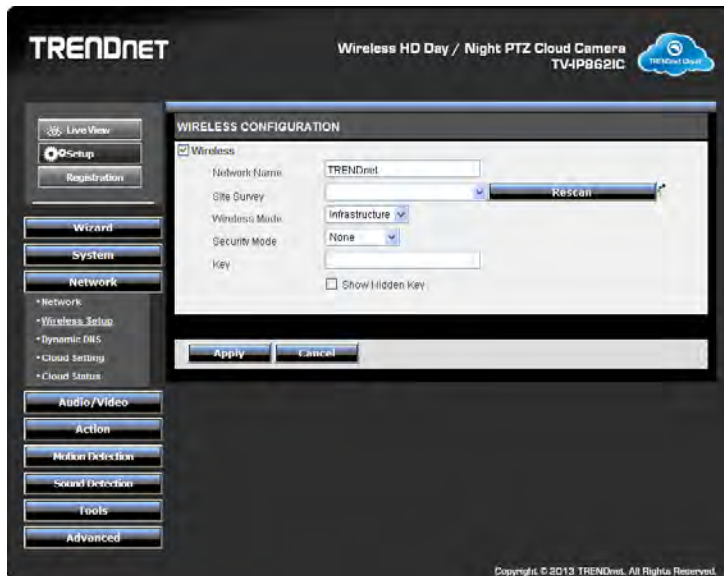 TRENDnet
Wireless HD Day / Night PTZ Cloud Camera
TV-IP862IC
TRENDnet Cloud
Live View
Setup
Registration
Wizard
System
Network
Network
Wireless Setup
Dynamic DNS
Cloud Setting
Cloud Status
Audio/Video
Action
Motion Detection
Sound Detection
Tools
Advanced
WIRELESS CONFIGURATION
Wireless
Network Name TRENDnet
Site Survey Rescan
Wireless Mode Infrastructure
Security Mode None
Key
Show Hidden Key
Apply Cancel
Copyright © 2013 TRENDnet. All Rights Reserved.